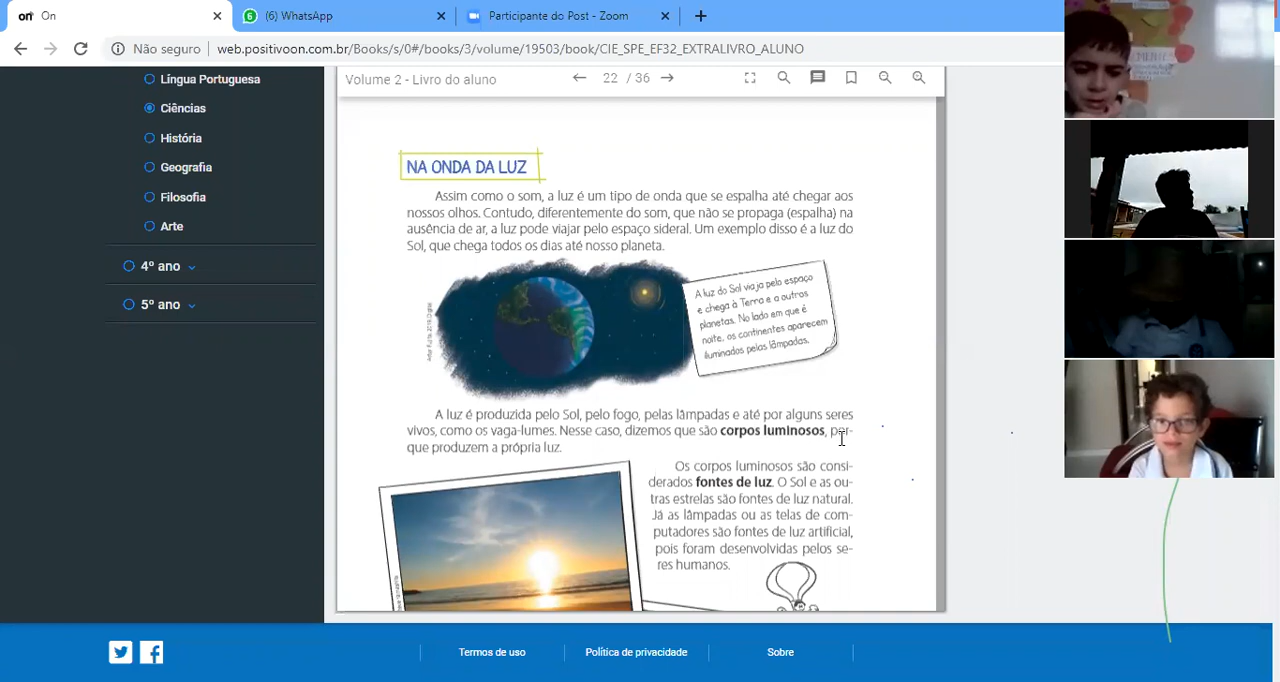 on On
6 (6) WhatsApp
Participante do Post - Zoom
Não seguro | web.positivoon.com.br/Books/s/0#/books/3/volume/19503/book/CIE_SPE_EF32_EXTRALIVRO_ALUNO
Língua Portuguesa
Ciências
História
Geografia
Filosofia
Arte
4º ano
5º ano
Volume 2 - Livro do aluno
22 / 36
NA ONDA DA LUZ
Assim como o som, a luz é um tipo de onda que se espalha até chegar aos
nossos olhos. Contudo, diferentemente do som, que não se propaga (espalha) na
ausência de ar, a luz pode viajar pelo espaço sideral. Um exemplo disso é a luz do
Sol, que chega todos os dias até nosso planeta.
A luz do Sol viaja pelo espaço
e chega à Terra e a outros
planetas. No lado em que é
noite, os continentes aparecem
iluminados pelas lâmpadas.
A luz é produzida pelo Sol, pelo fogo, pelas lâmpadas e até por alguns seres
vivos, como os vaga-lumes. Nesse caso, dizemos que são corpos luminosos, por-
que produzem a própria luz.
Os corpos luminosos são consi-
derados fontes de luz. O Sol e as ou-
tras estrelas são fontes de luz natural.
Já as lâmpadas ou as telas de com-
putadores são fontes de luz artificial,
pois foram desenvolvidas pelos se-
res humanos.
Termos de uso
Política de privacidade
Sobre